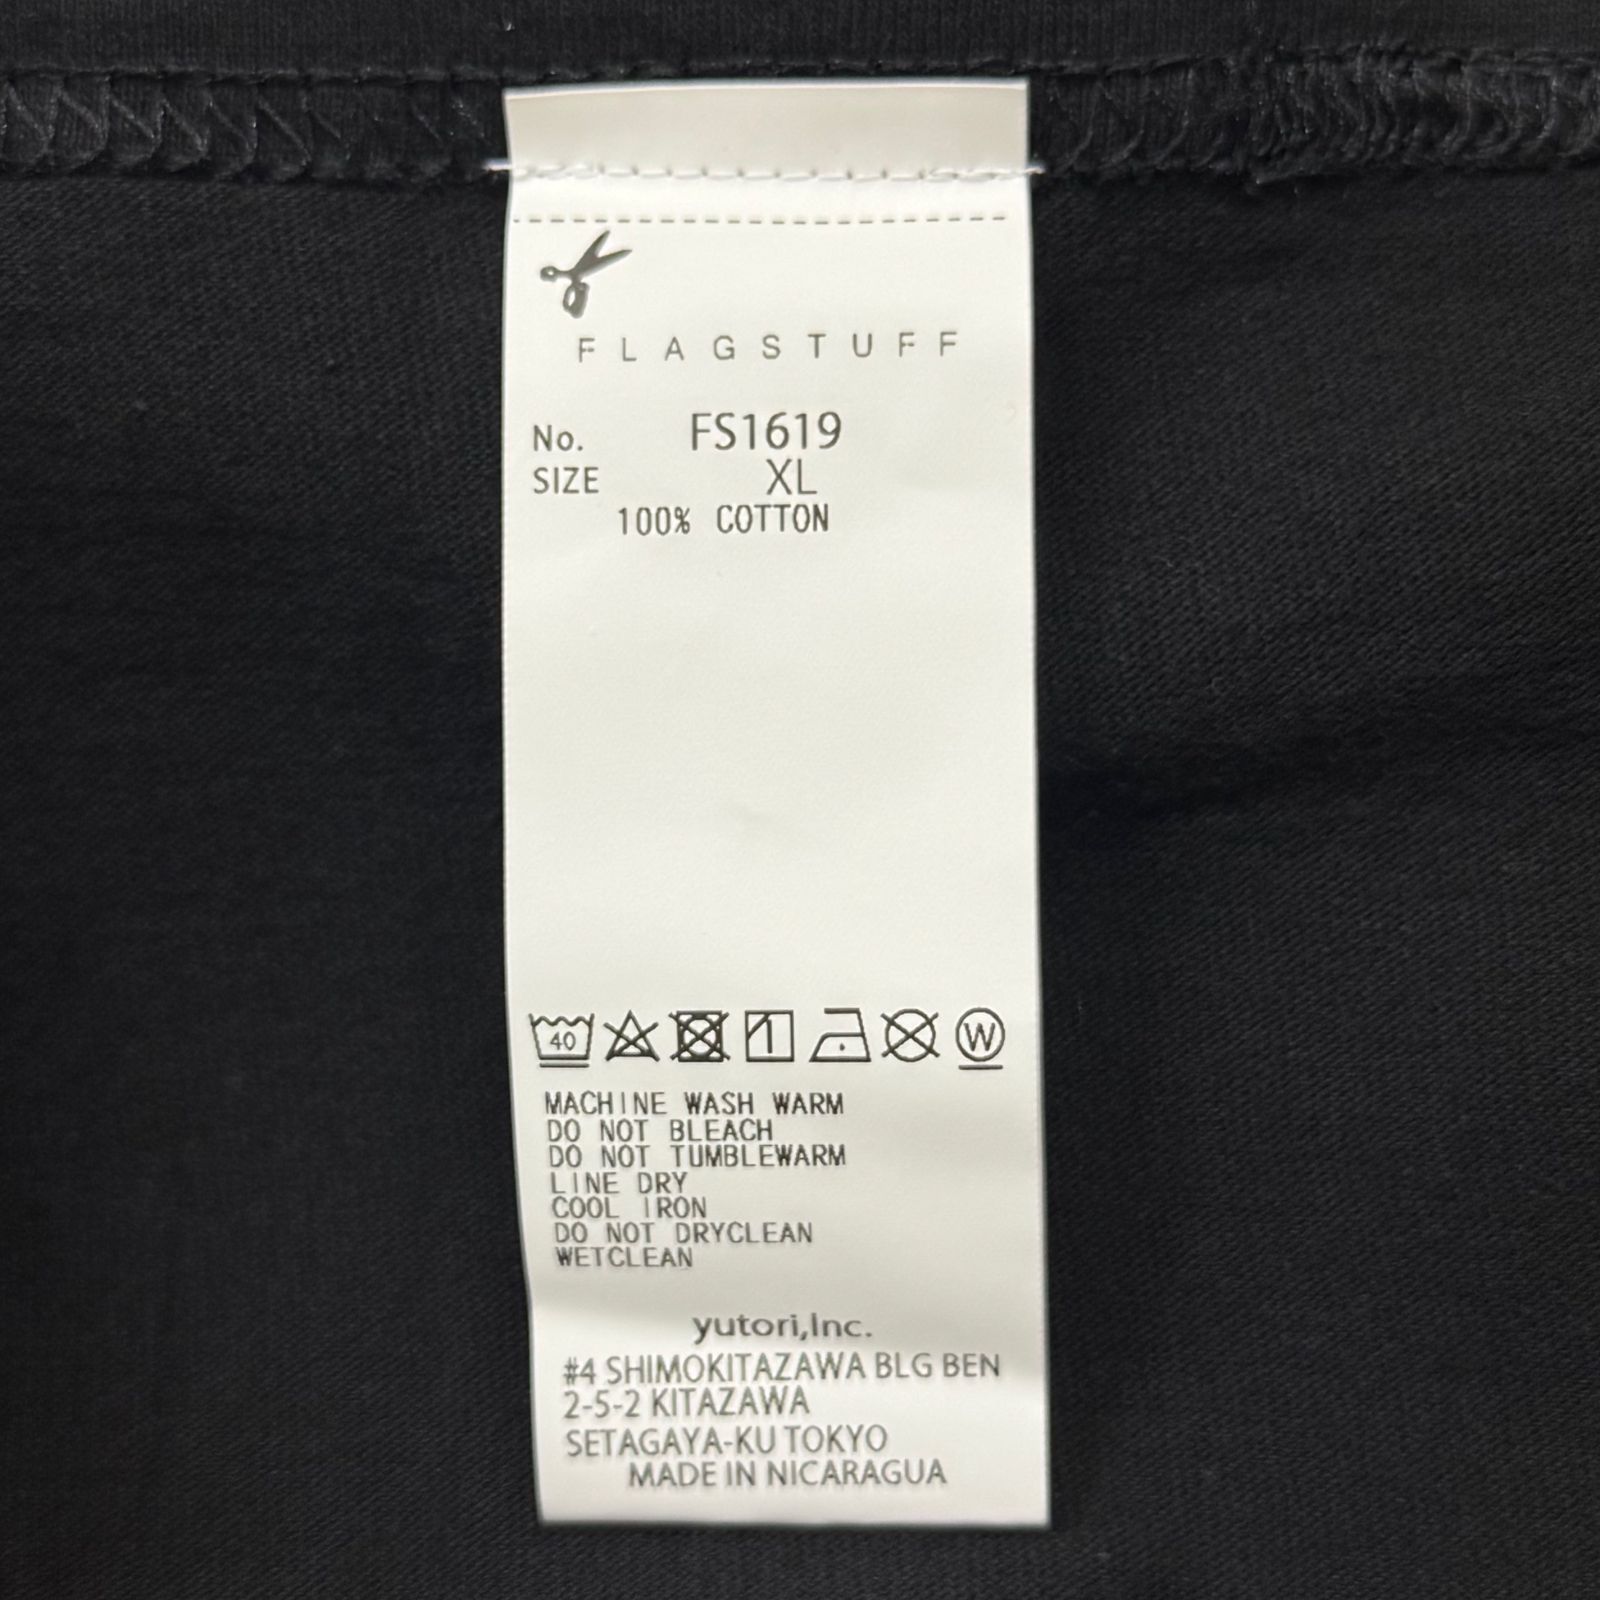 FLAGSTUFF
No. FS1619
SIZE XL
100% COTTON
40 1 W
MACHINE WASH WARM
DO NOT BLEACH
DO NOT TUMBLEWARM
LINE DRY
COOL IRON
DO NOT DRYCLEAN
WETCLEAN
yutori,Inc.
#4 SHIMOKITAZAWA BLG BEN
2-5-2 KITAZAWA
SETAGAYA-KU TOKYO
MADE IN NICARAGUA